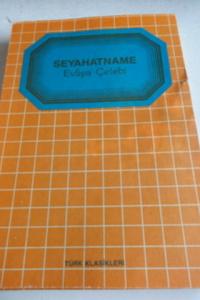 SEYAHATNAME
Evliya Çelebi
TÜRK KLASİKLERİ